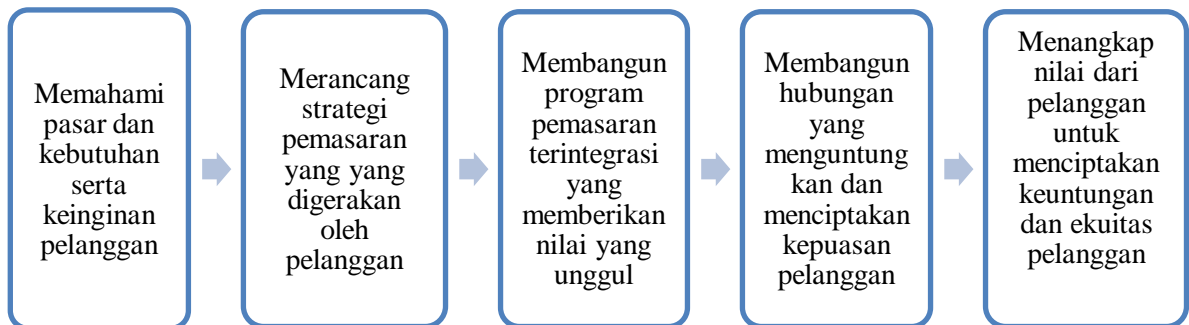 Memahami
pasar dan
kebutuhan
serta
keinginan
pelanggan
Merancang
strategi
pemasaran
yang yang
digerakan
oleh
pelanggan
Membangun
program
pemasaran
terintegrasi
yang
memberikan
nilai yang
unggul
Membangun
hubungan
yang
menguntung
kan dan
menciptakan
kepuasan
pelanggan
Menangkap
nilai dari
pelanggan
untuk
menciptakan
keuntungan
dan ekuitas
pelanggan